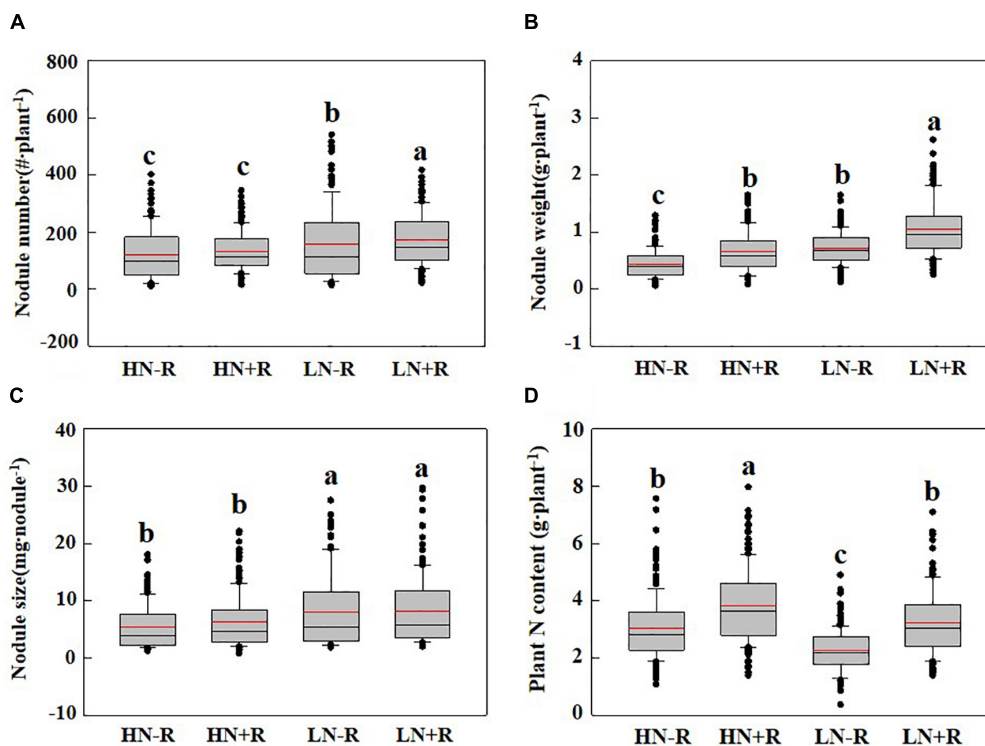 A
Nodule number(#·plant-1)
800
600
400
200
0
-200
c
c
b
a
HN-R
HN+R
LN-R
LN+R
B
Nodule weight(g·plant-1)
4
3
2
1
0
-1
c
b
b
a
HN-R
HN+R
LN-R
LN+R
C
Nodule size(mg·nodule-1)
40
30
20
10
0
-10
b
b
a
a
HN-R
HN+R
LN-R
LN+R
D
Plant N content (g·plant-1)
10
8
6
4
2
0
b
a
c
b
HN-R
HN+R
LN-R
LN+R